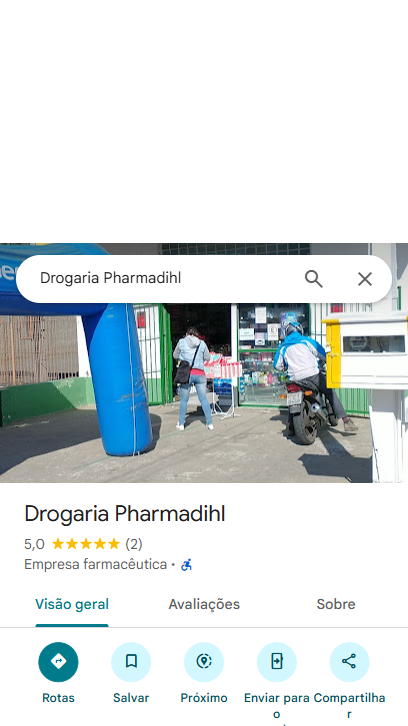 Drogaria Pharmadihl
Drogaria Pharmadihl
5,0 ★★★★★ (2)
Empresa farmacêutica ·
Visão geral
Avaliações
Sobre
Rotas
Salvar
Próximo
Enviar para o
Compartilhar